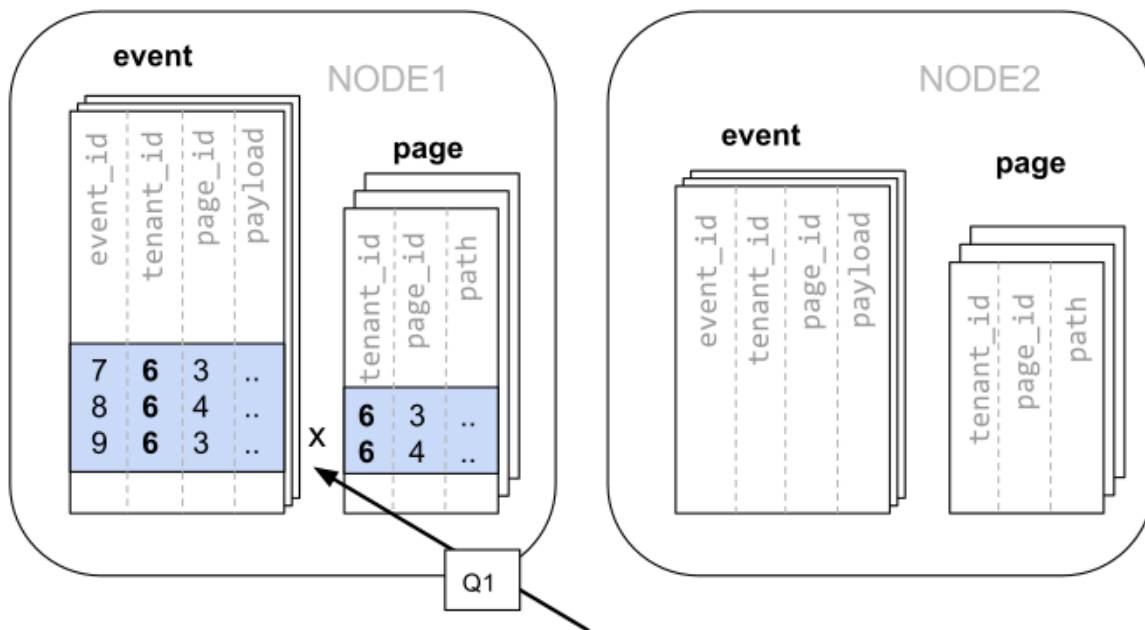 event
NODE1
event_id
tenant_id
page_id
payload
7 6 3 ..
8 6 4 ..
9 6 3 ..
x
page
tenant_id
page_id
path
6 3 ..
6 4 ..
Q1
NODE2
event
event_id
tenant_id
page_id
payload
page
tenant_id
page_id
path